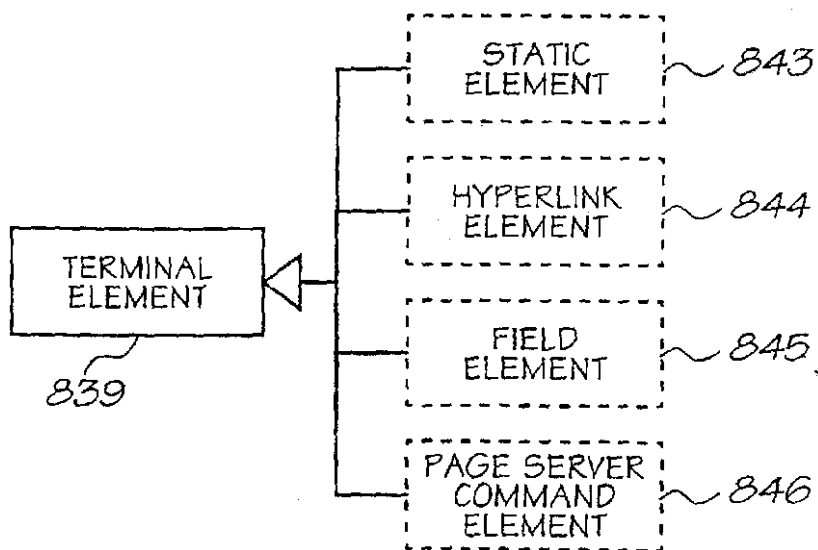 STATIC
ELEMENT
843
HYPERLINK
ELEMENT
844
TERMINAL
ELEMENT
839
FIELD
ELEMENT
845
PAGE SERVER
COMMAND
ELEMENT
846